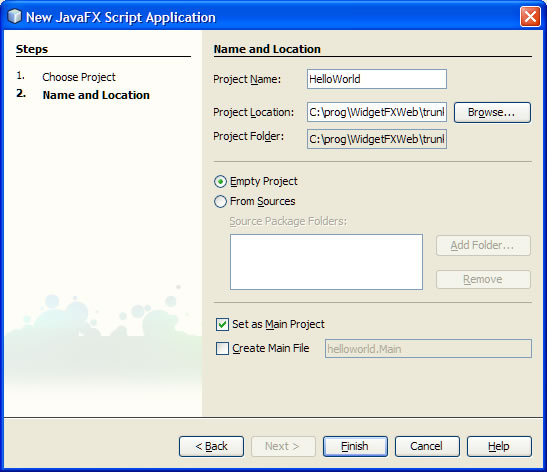 New JavaFX Script Application
Steps
1. Choose Project
2. Name and Location
Name and Location
Project Name: HelloWorld
Project Location: C:\prog\WidgetFXWeb\trunk Browse...
Project Folder: C:\prog\WidgetFXWeb\trunk
Empty Project
From Sources
Source Package Folders:
Add Folder...
Remove
Set as Main Project
Create Main File helloworld.Main
< Back Next > Finish Cancel Help